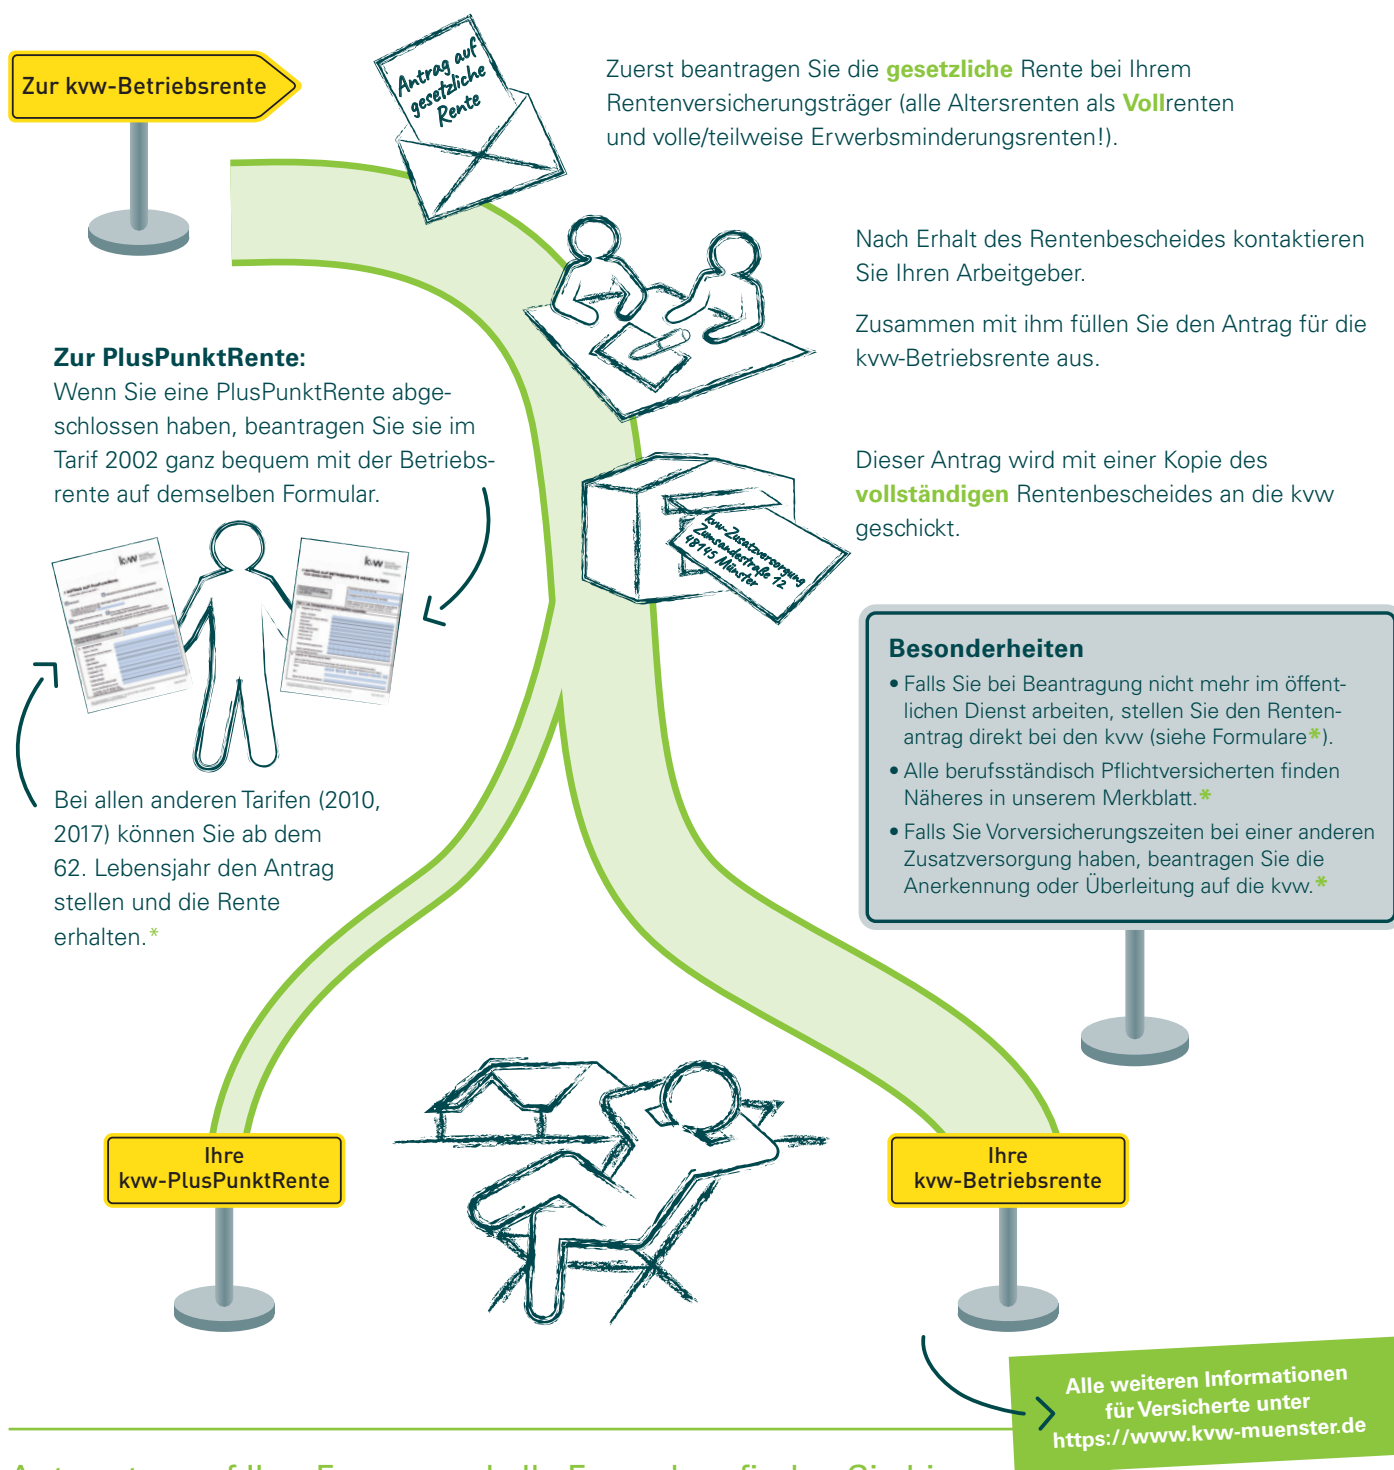 Zur kvw-Betriebsrente
Antrag auf
gesetzliche
Rente
Zuerst beantragen Sie die gesetzliche Rente bei Ihrem
Rentenversicherungsträger (alle Altersrenten als Vollrenten
und volle/teilweise Erwerbsminderungsrenten!).
Nach Erhalt des Rentenbescheides kontaktieren
Sie Ihren Arbeitgeber.
Zusammen mit ihm füllen Sie den Antrag für die
kvw-Betriebsrente aus.
Zur PlusPunktRente:
Wenn Sie eine PlusPunktRente abge-
schlossen haben, beantragen Sie sie im
Tarif 2002 ganz bequem mit der Betriebs-
rente auf demselben Formular.
Dieser Antrag wird mit einer Kopie des
vollständigen Rentenbescheides an die kvw
geschickt.
kvw-Zusatzversorgung
Zumsandestraße 12
48145 Münster
kvw
kvw
Bei allen anderen Tarifen (2010,
2017) können Sie ab dem
62. Lebensjahr den Antrag
stellen und die Rente
erhalten.*
Besonderheiten
• Falls Sie bei Beantragung nicht mehr im öffent-
lichen Dienst arbeiten, stellen Sie den Renten-
antrag direkt bei den kvw (siehe Formulare*).
• Alle berufsständisch Pflichtversicherten finden
Näheres in unserem Merkblatt.*
• Falls Sie Vorversicherungszeiten bei einer anderen
Zusatzversorgung haben, beantragen Sie die
Anerkennung oder Überleitung auf die kvw.*
Ihre
kvw-PlusPunktRente
Ihre
kvw-Betriebsrente
Alle weiteren Informationen
für Versicherte unter
https://www.kvw-muenster.de